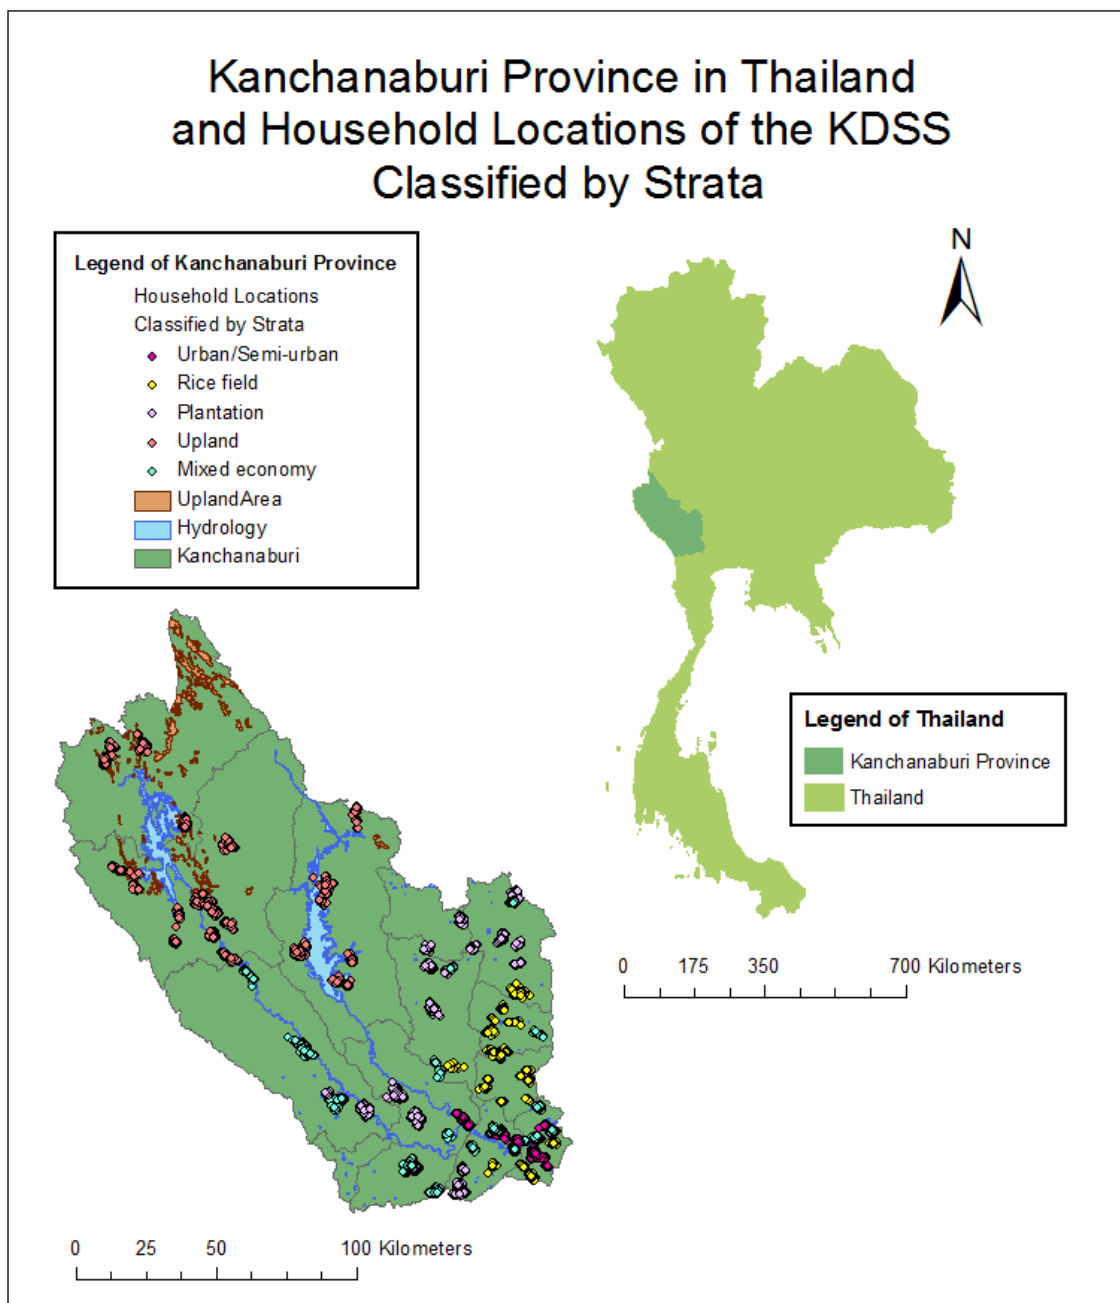 Kanchanaburi Province in Thailand
and Household Locations of the KDSS
Classified by Strata
Legend of Kanchanaburi Province
Household Locations
Classified by Strata
Urban/Semi-urban
Rice field
Plantation
Upland
Mixed economy
UplandArea
Hydrology
Kanchanaburi
N
Legend of Thailand
Kanchanaburi Province
Thailand
0 175 350 700 Kilometers
0 25 50 100 Kilometers